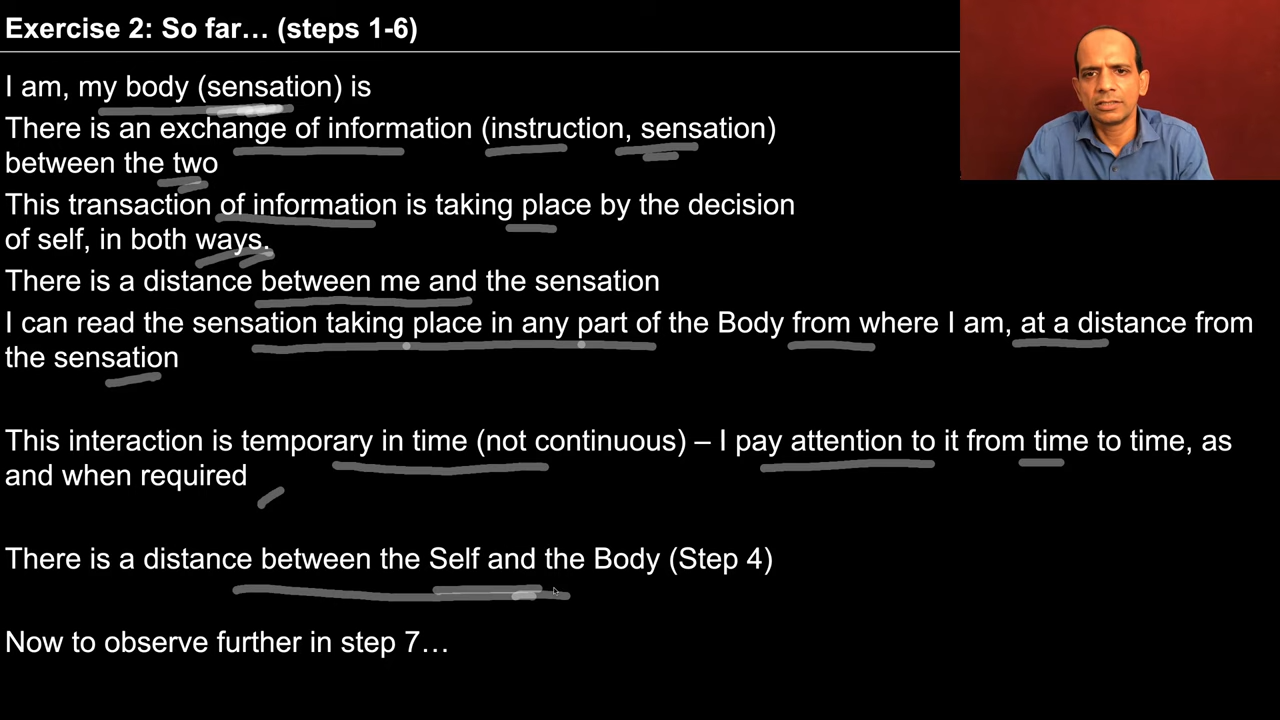 Exercise 2: So far… (steps 1-6)
I am, my body (sensation) is
There is an exchange of information (instruction, sensation)
between the two
This transaction of information is taking place by the decision
of self, in both ways.
There is a distance between me and the sensation
I can read the sensation taking place in any part of the Body from where I am, at a distance from
the sensation
This interaction is temporary in time (not continuous) – I pay attention to it from time to time, as
and when required
There is a distance between the Self and the Body (Step 4)
Now to observe further in step 7…